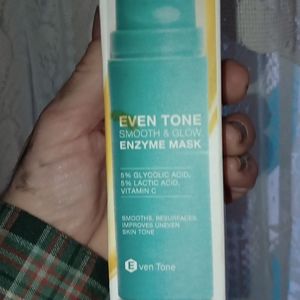 EVEN TONE
SMOOTH & GLOW
ENZYME MASK
5% GLYCOLIC ACID,
5% LACTIC ACID,
VITAMIN C
SMOOTHS, RESURFACES,
IMPROVES UNEVEN
SKIN TONE
Even Tone